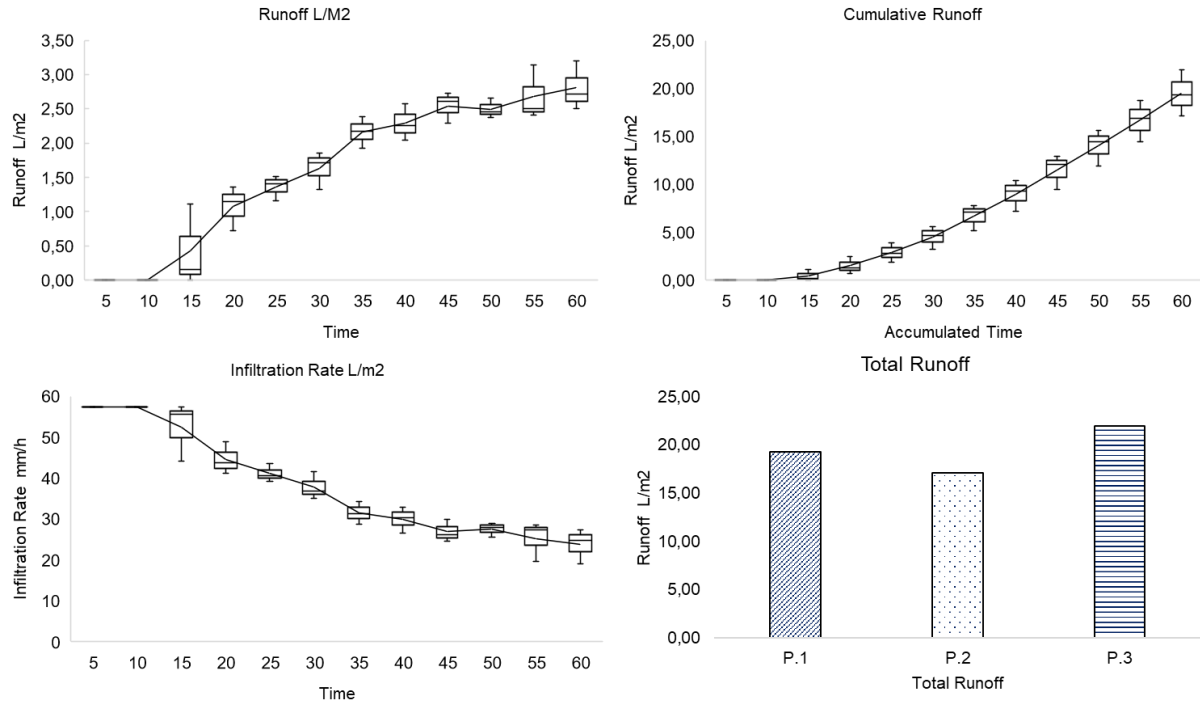 Runoff L/M2
3,50
3,00
2,50
2,00
1,50
1,00
0,50
0,00
Runoff L/m2
5 10 15 20 25 30 35 40 45 50 55 60
Time
Cumulative Runoff
25,00
20,00
15,00
10,00
5,00
0,00
Runoff L/m2
5 10 15 20 25 30 35 40 45 50 55 60
Accumulated Time
Infiltration Rate L/m2
60
50
40
30
20
10
0
Infiltration Rate mm/h
5 10 15 20 25 30 35 40 45 50 55 60
Time
Total Runoff
25,00
20,00
15,00
10,00
5,00
0,00
Runoff L/m2
P.1 P.2 P.3
Total Runoff